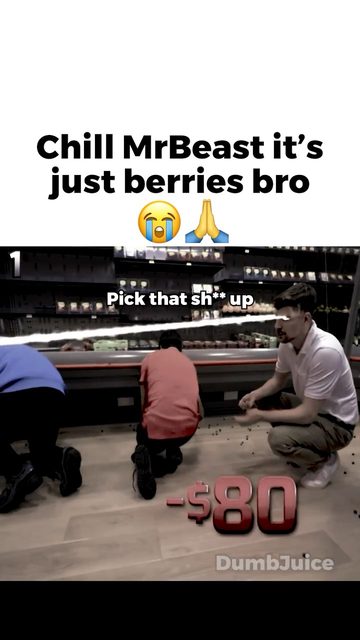 Chill MrBeast it’s
just berries bro
😭🙏
1
Pick that sh** up
-$80
DumbJuice